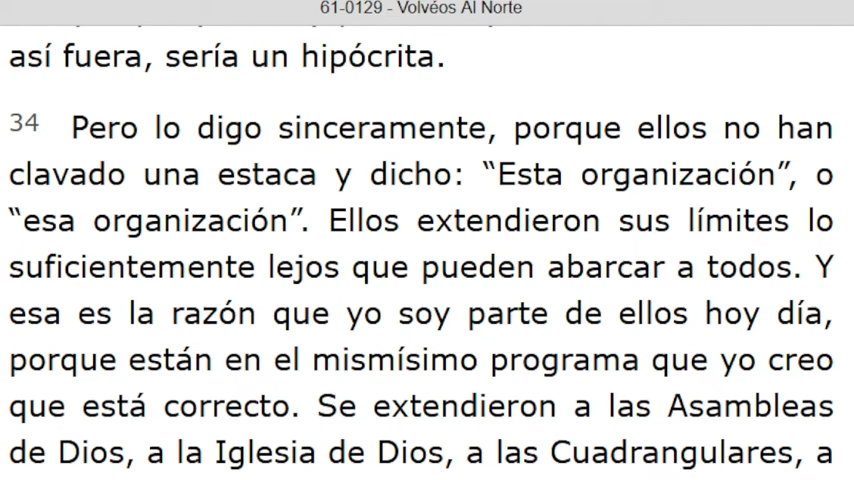 61-0129 - Volvéos Al Norte
así fuera, sería un hipócrita.
34 Pero lo digo sinceramente, porque ellos no han
clavado una estaca y dicho: “Esta organización”, o
“esa organización”. Ellos extendieron sus límites lo
suficientemente lejos que pueden abarcar a todos. Y
esa es la razón que yo soy parte de ellos hoy día,
porque están en el mismísimo programa que yo creo
que está correcto. Se extendieron a las Asambleas
de Dios, a la Iglesia de Dios, a las Cuadrangulares, a